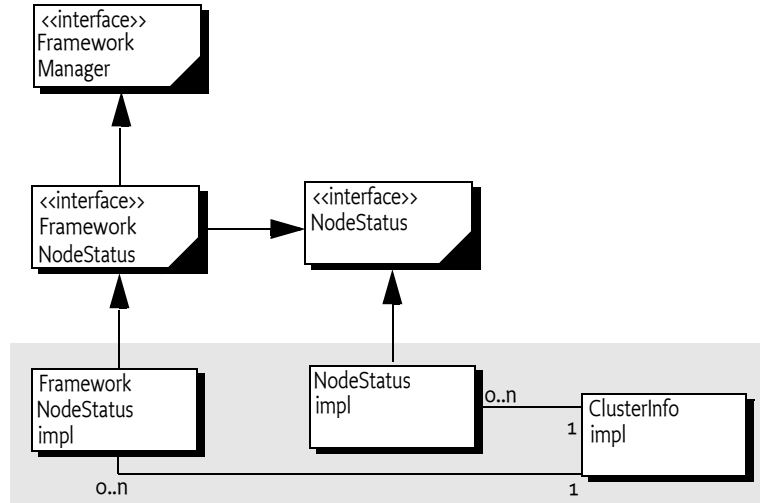 <<interface>>
Framework
Manager
<<interface>>
Framework
NodeStatus
<<interface>>
NodeStatus
Framework
NodeStatus
impl
NodeStatus
impl
0..n
ClusterInfo
impl
1
0..n
1